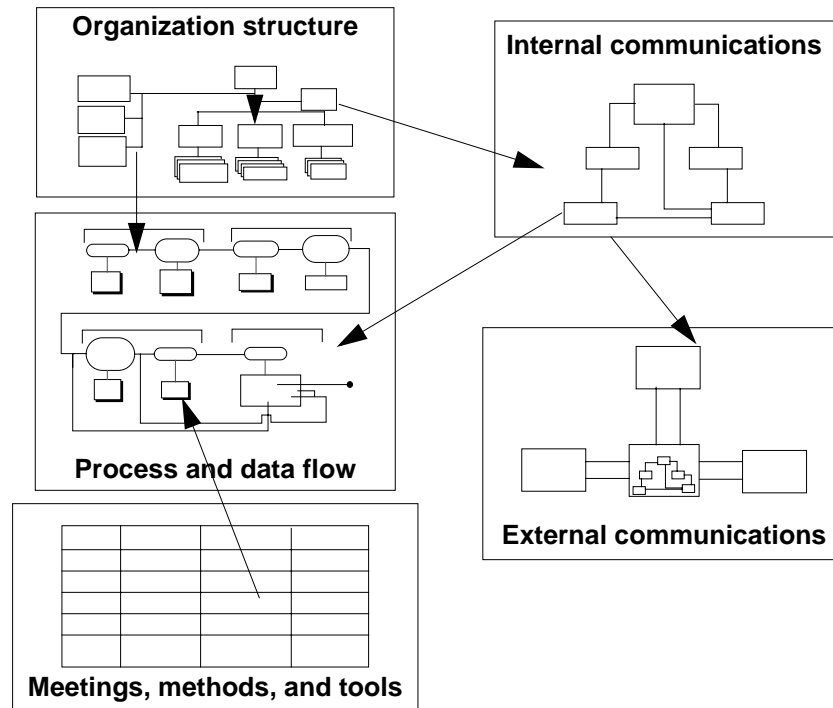 Organization structure
Internal communications
Process and data flow
External communications
Meetings, methods, and tools